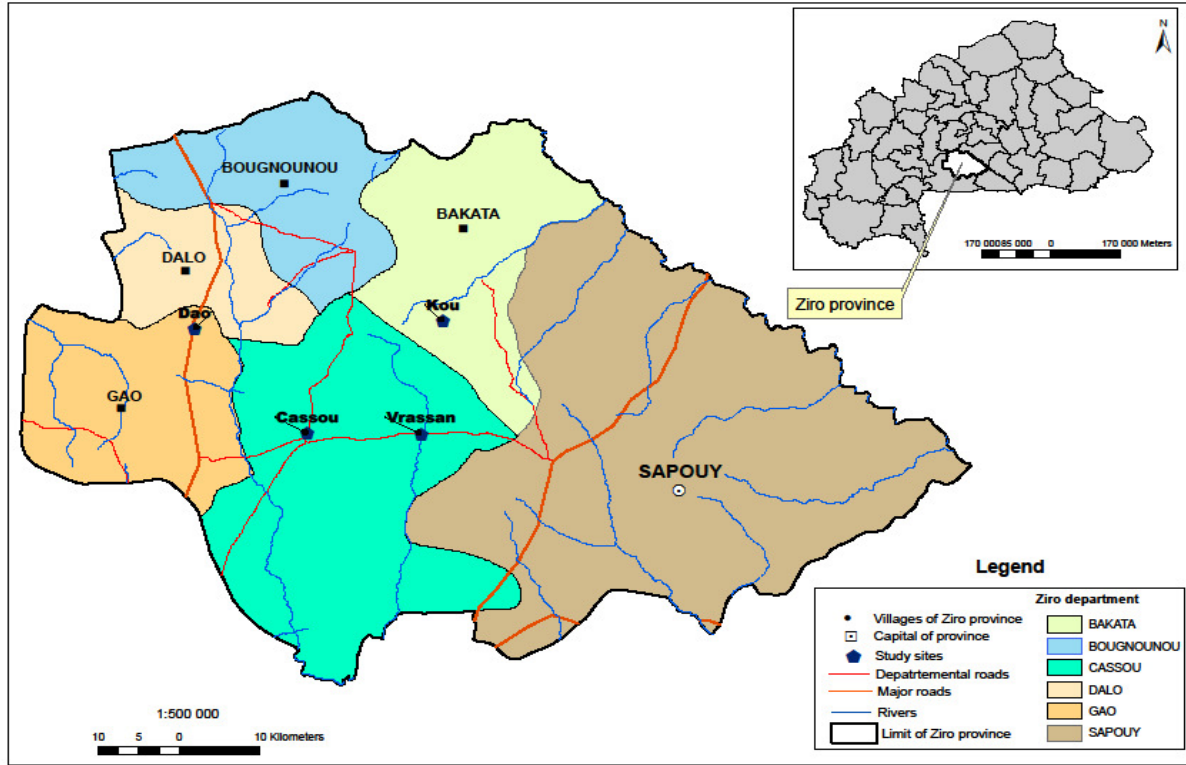 N
170 00085 000 0 170 000 Meters
Ziro province
BOUGNOUNOU
BAKATA
DALO
Dao
Kou
GAO
Cassou
Vrassan
SAPOUY
Legend
Ziro department
Villages of Ziro province
Capital of province
Study sites
Depatrtemental roads
Major roads
Rivers
Limit of Ziro province
BAKATA
BOUGNOUNOU
CASSOU
DALO
GAO
SAPOUY
1:500 000
10 5 0 10 Kilometers